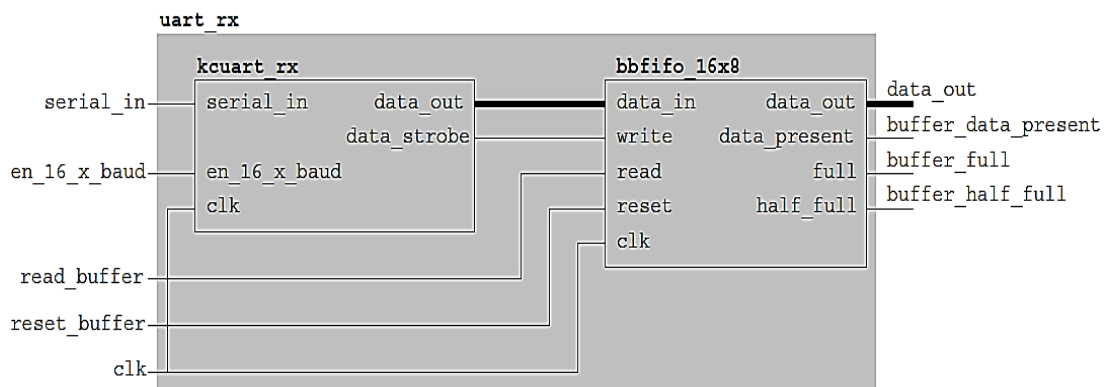 uart_rx
kcuart_rx
bbfifo_16x8
serial_in
serial_in
data_out
data_in
data_out
data_out
data_strobe
write
data_present
buffer_data_present
en_16_x_baud
en_16_x_baud
read
full
buffer_full
clk
reset
half_full
buffer_half_full
clk
read_buffer
reset_buffer
clk